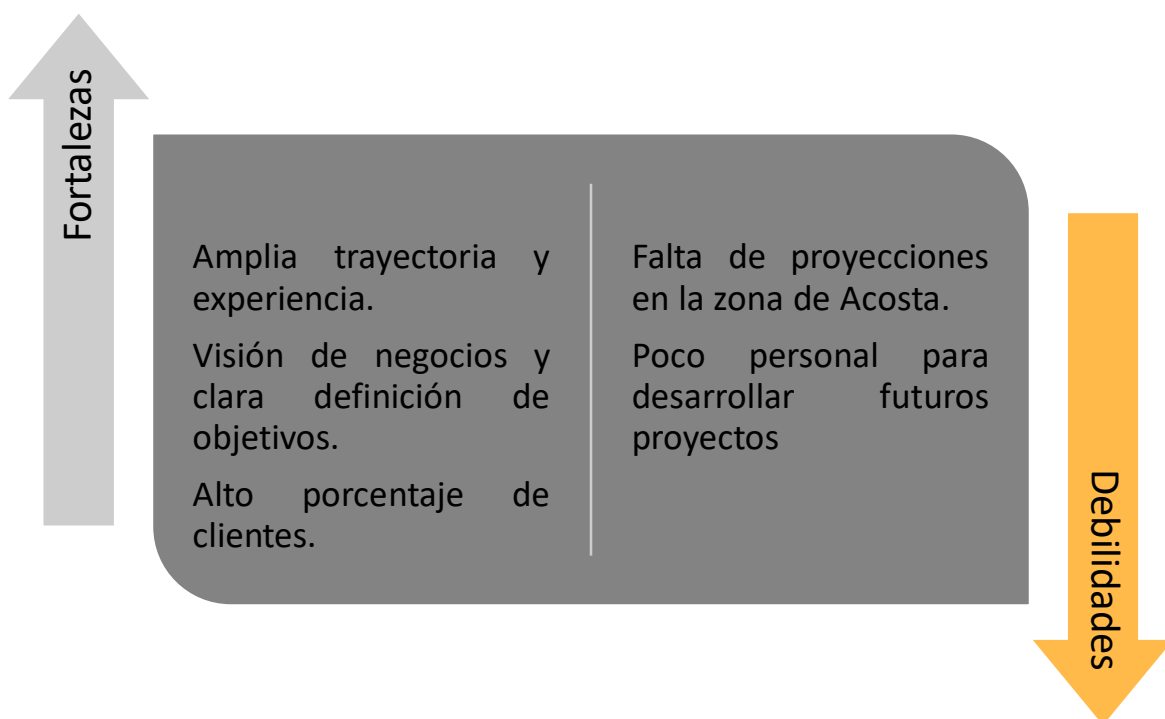 Fortalezas
Amplia trayectoria y
experiencia.
Visión de negocios y
clara definición de
objetivos.
Alto porcentaje de
clientes.
Falta de proyecciones
en la zona de Acosta.
Poco personal para
desarrollar futuros
proyectos
Debilidades